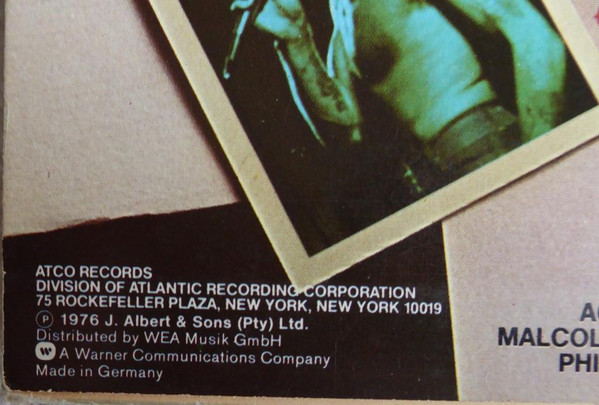 ATCO RECORDS
DIVISION OF ATLANTIC RECORDING CORPORATION
75 ROCKEFELLER PLAZA, NEW YORK, NEW YORK 10019
℗ 1976 J. Albert & Sons (Pty) Ltd.
Distributed by WEA Musik GmbH
A Warner Communications Company
Made in Germany
PHI